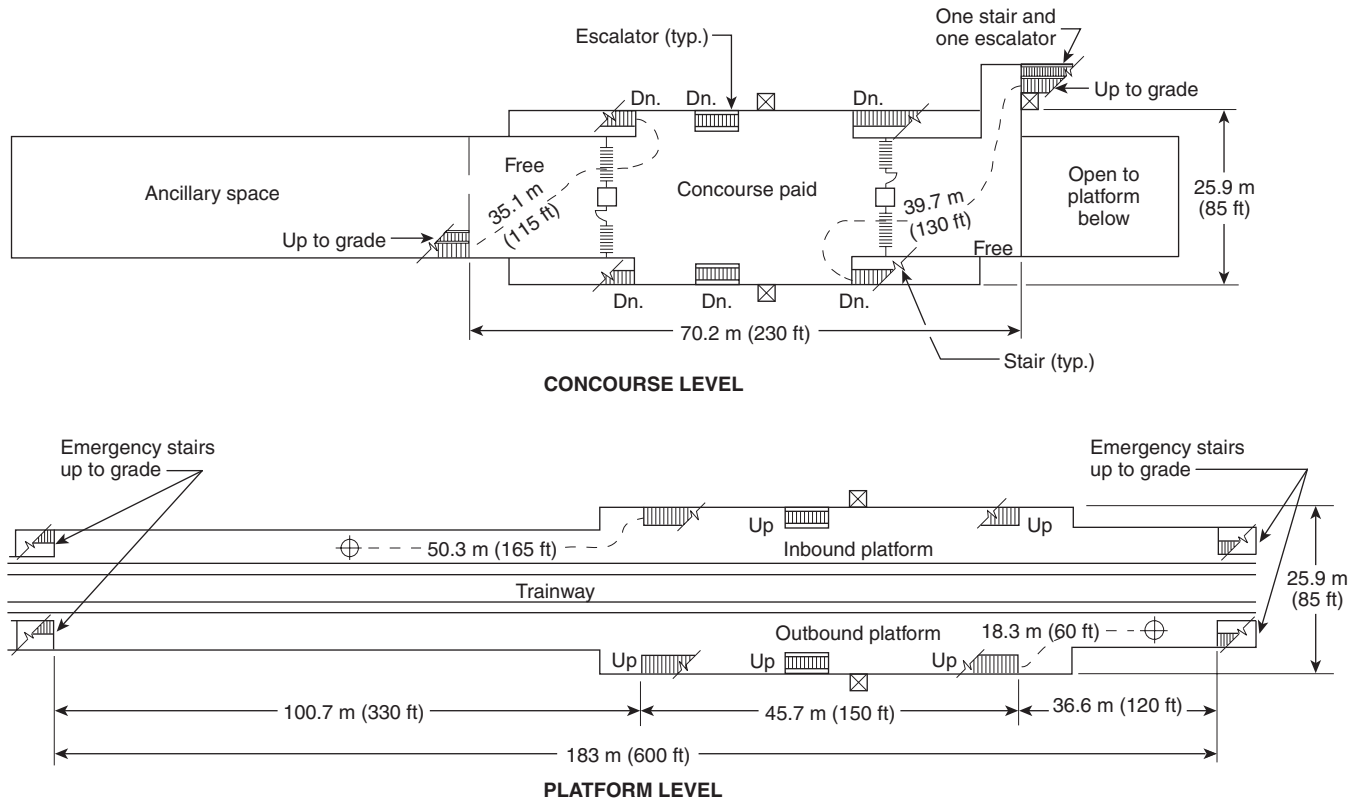 One stair and
one escalator
Escalator (typ.)
Up to grade
Dn.
Dn.
Dn.
Free
Ancillary space
Concourse paid
Open to
platform
below
25.9 m
(85 ft)
35.1 m
(115 ft)
39.7 m
(130 ft)
Up to grade
Free
Dn.
Dn.
Dn.
70.2 m (230 ft)
Stair (typ.)
CONCOURSE LEVEL
Emergency stairs
up to grade
Emergency stairs
up to grade
Up
Up
50.3 m (165 ft)
Inbound platform
Trainway
25.9 m
(85 ft)
Outbound platform
18.3 m (60 ft)
Up
Up
Up
100.7 m (330 ft)
45.7 m (150 ft)
36.6 m (120 ft)
183 m (600 ft)
PLATFORM LEVEL